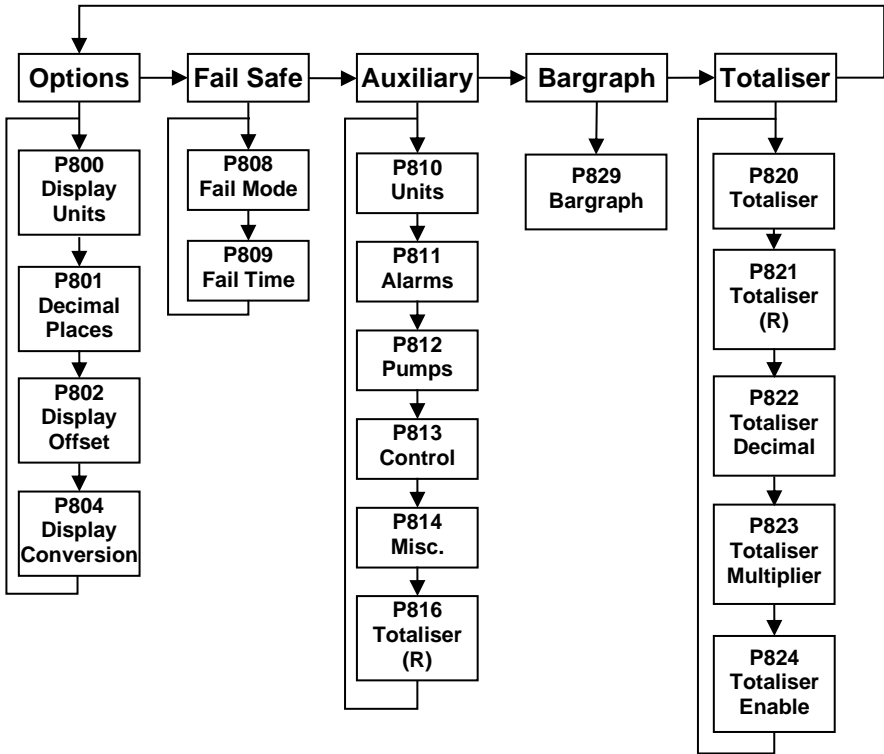 Options
Fail Safe
Auxiliary
Bargraph
Totaliser
P800
Display
Units
P801
Decimal
Places
P802
Display
Offset
P804
Display
Conversion
P808
Fail Mode
P809
Fail Time
P810
Units
P811
Alarms
P812
Pumps
P813
Control
P814
Misc.
P816
Totaliser
(R)
P829
Bargraph
P820
Totaliser
P821
Totaliser
(R)
P822
Totaliser
Decimal
P823
Totaliser
Multiplier
P824
Totaliser
Enable